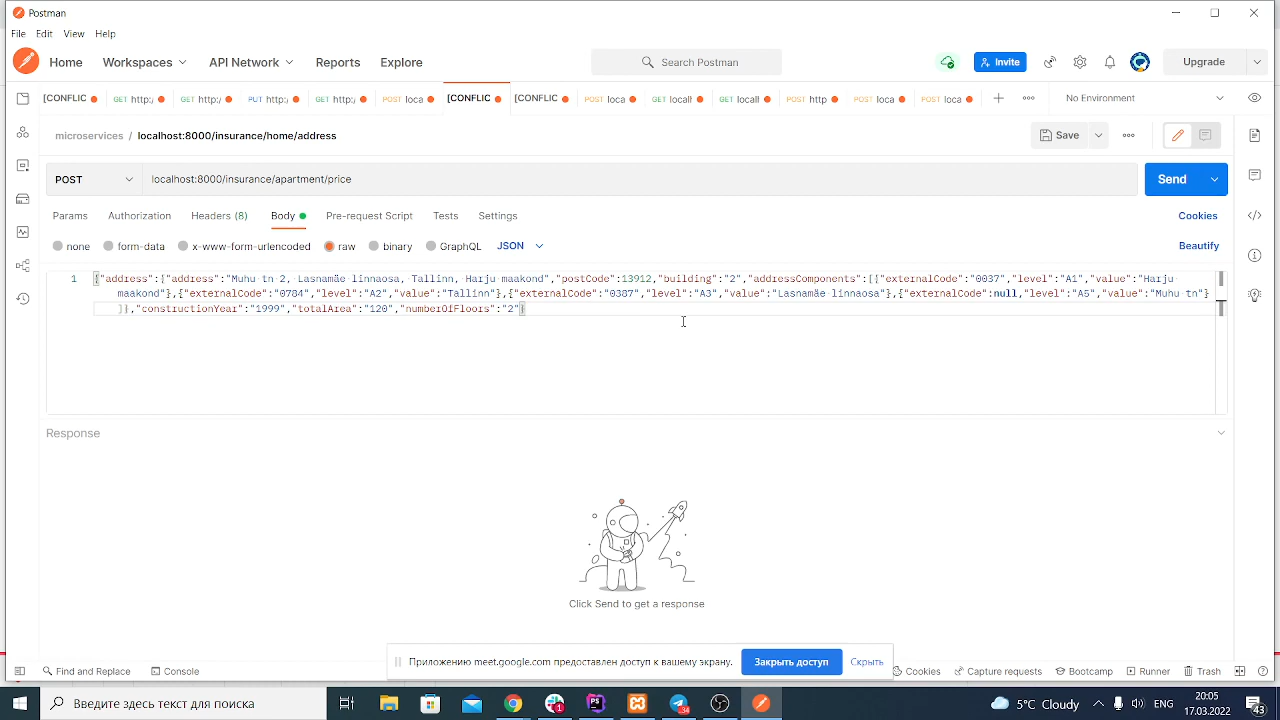 Postman
File Edit View Help
Home Workspaces API Network Reports Explore Search Postman Invite Upgrade
[CONFLIC GET http:/ GET http:/ PUT http:/ GET http:/ POST loca [CONFLIC [CONFLIC POST loca GET locall GET locall POST http POST loca POST loca No Environment
microservices / localhost:8000/insurance/home/address Save
POST localhost:8000/insurance/apartment/price Send
Params Authorization Headers (8) Body Pre-request Script Tests Settings Cookies
none form-data x-www-form-urlencoded raw binary GraphQL JSON Beautify
1 {"address":{"address":"Muhu tn 2, Lasnamäe linnaosa, Tallinn, Harju maakond","postCode":13912,"building":"2","addressComponents":[{"externalCode":"0037","level":"A1","value":"Harju
maakond"},{"externalCode":"0784","level":"A2","value":"Tallinn"},{"externalCode":"0387","level":"A3","value":"Lasnamäe linnaosa"},{"externalCode":null,"level":"A5","value":"Muhu tn"}
]},"constructionYear":"1999","totalArea":"120","numberOfFloors":"2"}
Response
Click Send to get a response
Приложению meet.google.com предоставлен доступ к вашему экрану. Закрыть доступ Скрыть
Find and Replace Console Cookies Capture requests Bootcamp Runner Trash
Введите здесь текст для поиска 34 5°C Cloudy ENG 20:05
17.03.2022 43